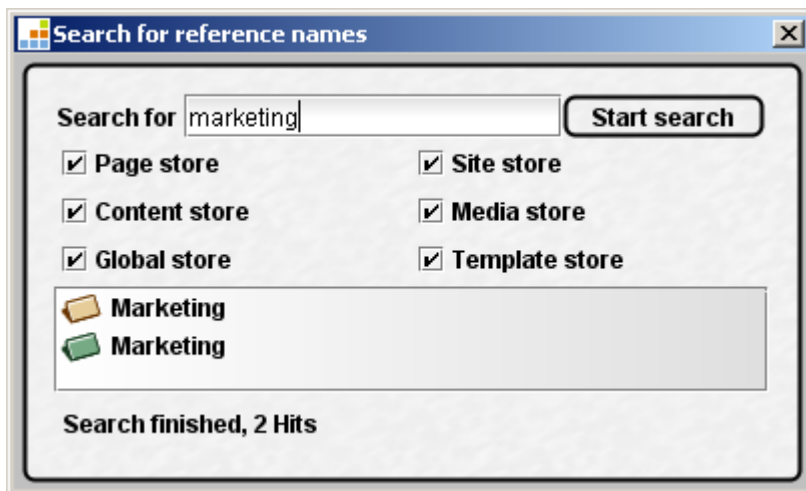 Search for reference names
Search for marketing Start search
Page store Site store
Content store Media store
Global store Template store
Marketing
Marketing
Search finished, 2 Hits